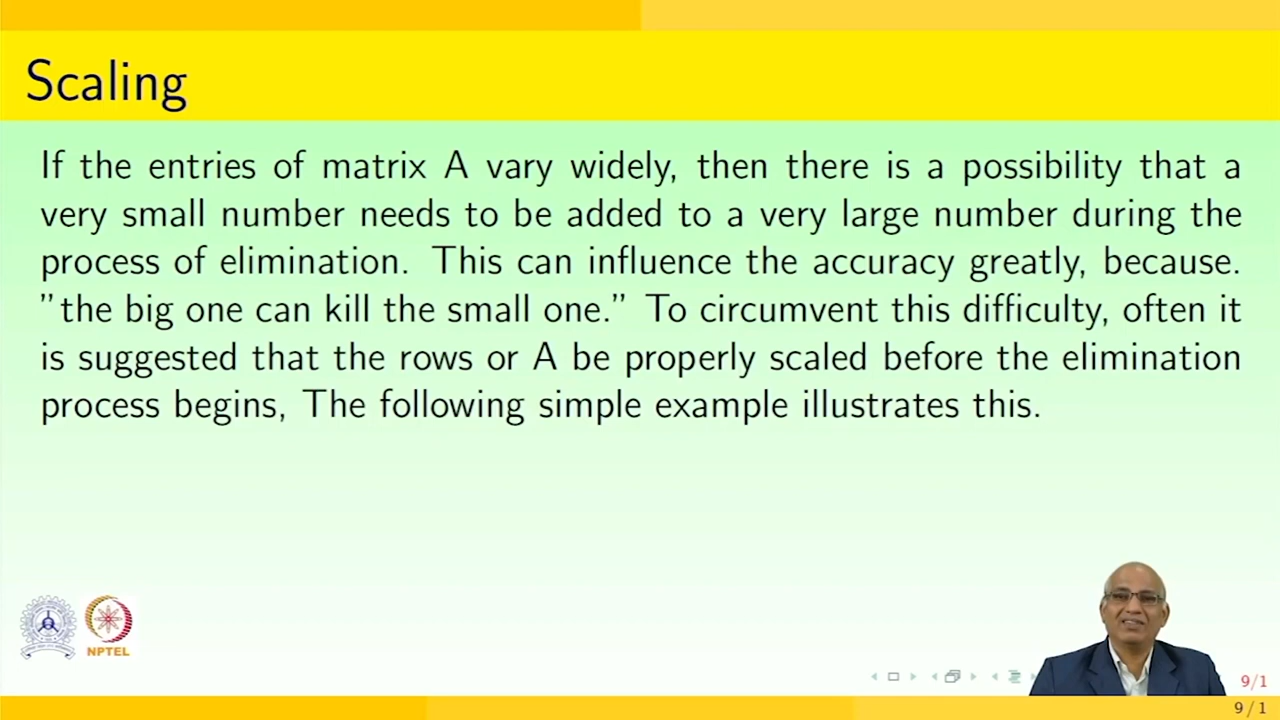 Scaling
If the entries of matrix A vary widely, then there is a possibility that a
very small number needs to be added to a very large number during the
process of elimination. This can influence the accuracy greatly, because.
”the big one can kill the small one.” To circumvent this difficulty, often it
is suggested that the rows or A be properly scaled before the elimination
process begins, The following simple example illustrates this.
NPTEL
9/1
9 / 1